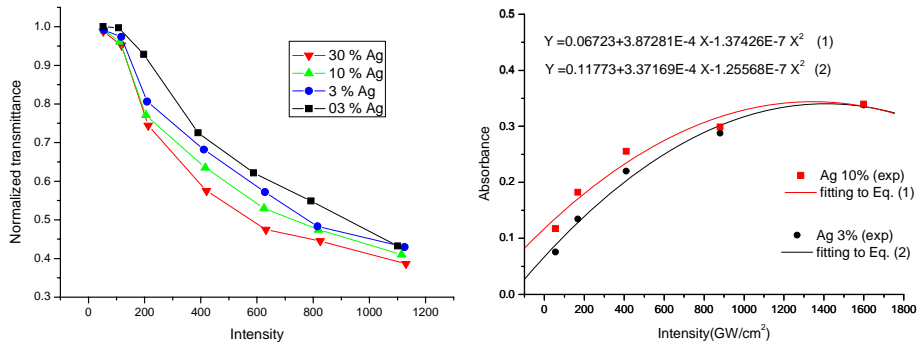 1.0
0.9
0.8
0.7
0.6
0.5
0.4
0.3
0
200
400
600
800
1000
1200
Normalized transmittance
Intensity
30 % Ag
10 % Ag
3 % Ag
03 % Ag
0.5
0.4
0.3
0.2
0.1
0.0
0
200
400
600
800
1000
1200
1400
1600
1800
Absorbance
Intensity(GW/cm²)
Y =0.06723+3.87281E-4 X-1.37426E-7 X² (1)
Y =0.11773+3.37169E-4 X-1.25568E-7 X² (2)
Ag 10% (exp)
fitting to Eq. (1)
Ag 3% (exp)
fitting to Eq. (2)